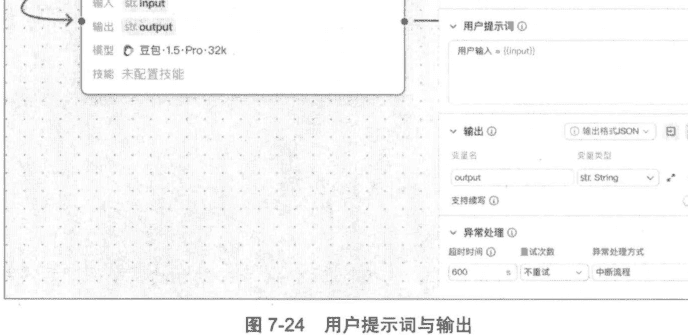 输入 str. input
输出 str. output
模型 豆包·1.5·Pro·32k
技能 未配置技能
用户提示词
用户输入 = {{input}}
输出 输出格式JSON
变量名 变量类型
output str. String
支持续写
异常处理
超时时间 重试次数 异常处理方式
600 s 不重试 中断流程
图 7-24 用户提示词与输出